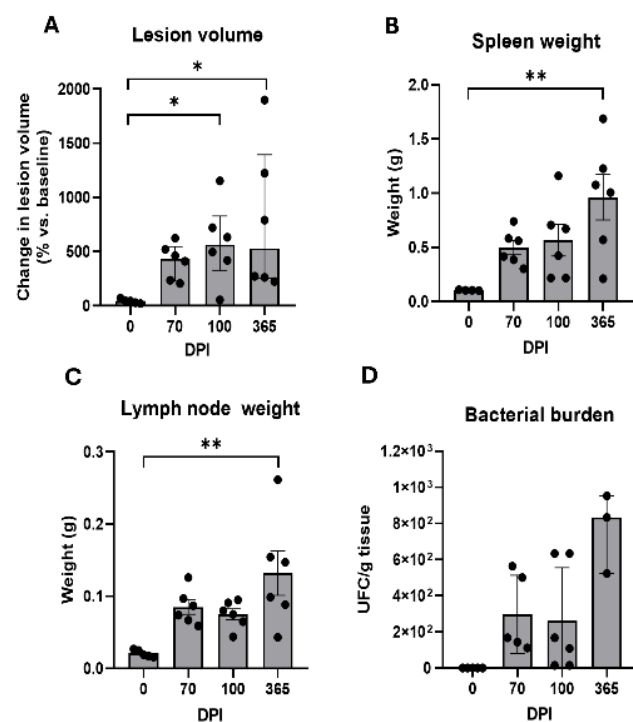 A
Lesion volume
*
*
Change in lesion volume
(% vs. baseline)
2000
1500
1000
500
0
0 70 100 365
DPI
B
Spleen weight
**
Weight (g)
2.0
1.5
1.0
0.5
0.0
0 70 100 365
DPI
C
Lymph node weight
**
Weight (g)
0.3
0.2
0.1
0.0
0 70 100 365
DPI
D
Bacterial burden
UFC/g tissue
1.2×10³
1×10³
8×10²
6×10²
4×10²
2×10²
0
0 70 100 365
DPI